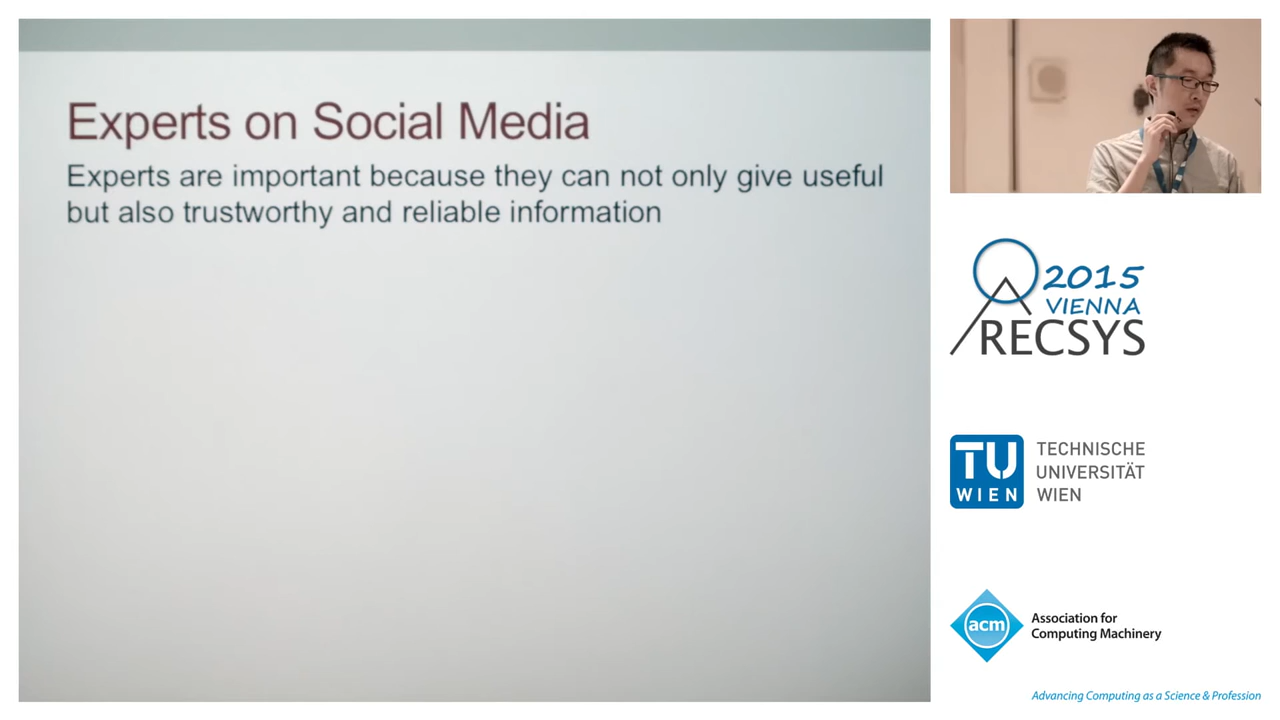 Experts on Social Media
Experts are important because they can not only give useful
but also trustworthy and reliable information
2015
VIENNA
RECSYS
TU
WIEN
TECHNISCHE
UNIVERSITÄT
WIEN
acm
Association for
Computing Machinery
Advancing Computing as a Science & Profession